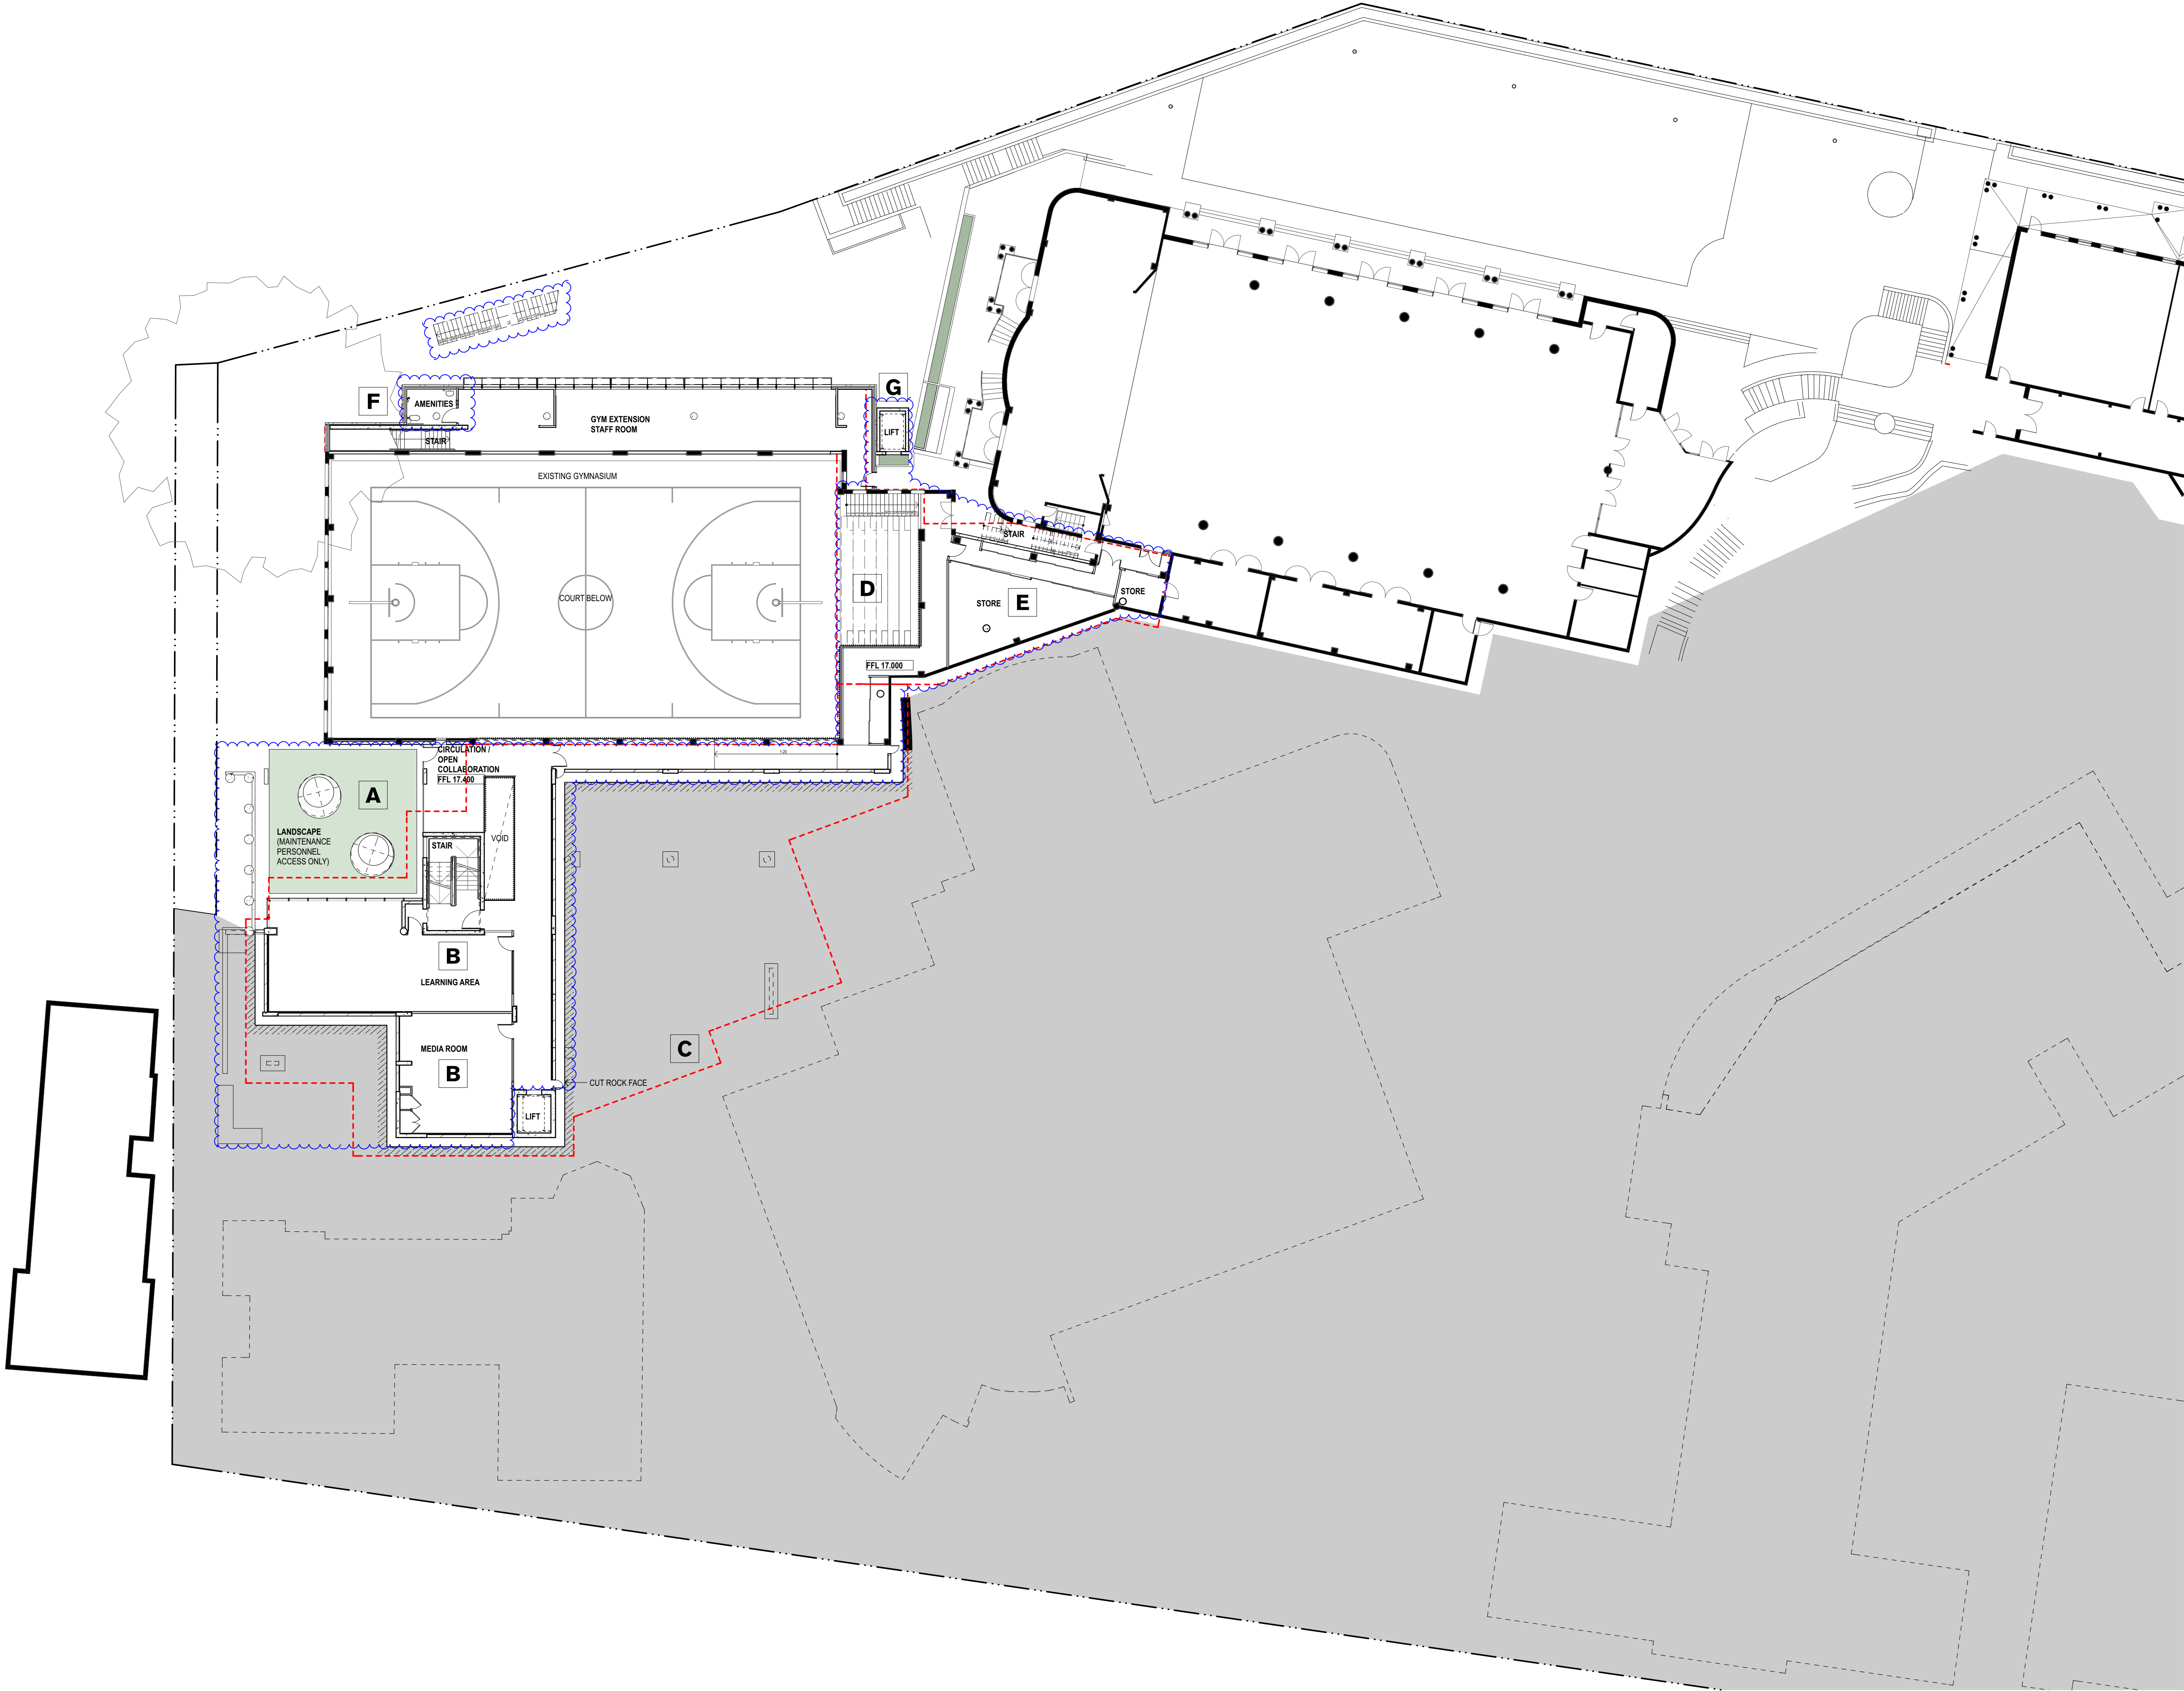 G
F
AMENITIES
GYM EXTENSION
STAFF ROOM
LIFT
STAIR
EXISTING GYMNASIUM
STAIR
D
STORE
E
STORE
COURT BELOW
FFL 17.000
CIRCULATION /
OPEN
COLLABORATION
FFL 17.400
1:20
A
LANDSCAPE
(MAINTENANCE
PERSONNEL
ACCESS ONLY)
VOID
STAIR
B
LEARNING AREA
MEDIA ROOM
B
C
CUT ROCK FACE
LIFT